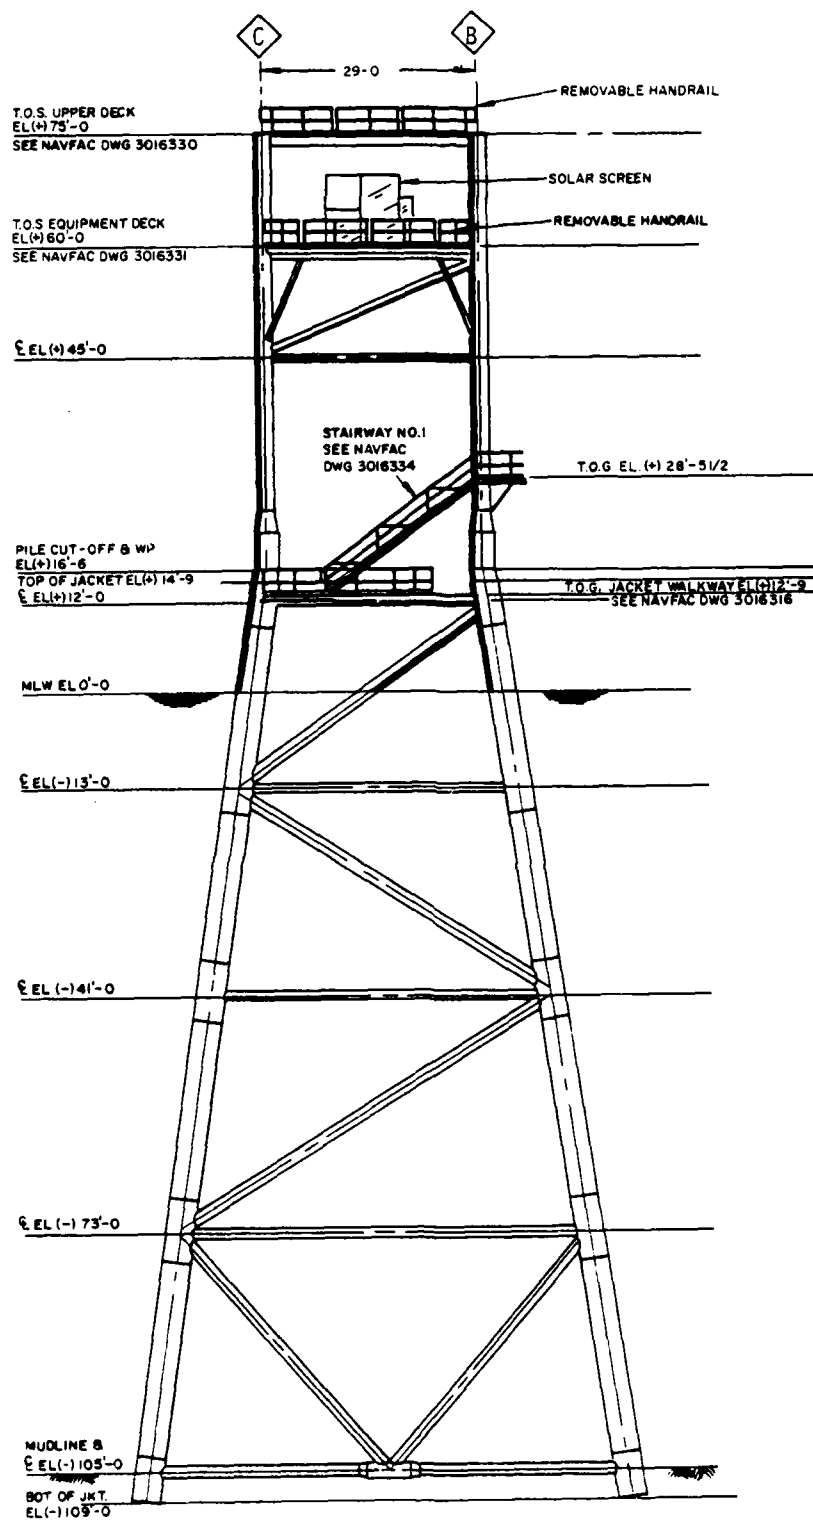 C
B
29-0
REMOVABLE HANDRAIL
T.O.S. UPPER DECK
EL(+) 75'-0
SEE NAVFAC DWG 3016330
SOLAR SCREEN
T.O.S EQUIPMENT DECK
EL(+) 60'-0
REMOVABLE HANDRAIL
SEE NAVFAC DWG 3016331
℄ EL(+) 45'-0
STAIRWAY NO.1
SEE NAVFAC
DWG 3016334
T.O.G EL. (+) 28'-5 1/2
PILE CUT-OFF & WP
EL(+) 16'-6
TOP OF JACKET EL(+) 14'-9
T.O.G. JACKET WALKWAY EL(+) 12'-9
℄ EL(+) 12'-0
SEE NAVFAC DWG 3016316
MLW EL 0'-0
℄ EL(-) 13'-0
℄ EL (-) 41'-0
℄ EL (-) 73'-0
MUDLINE &
℄ EL(-) 105'-0
BOT OF JKT.
EL(-) 109'-0